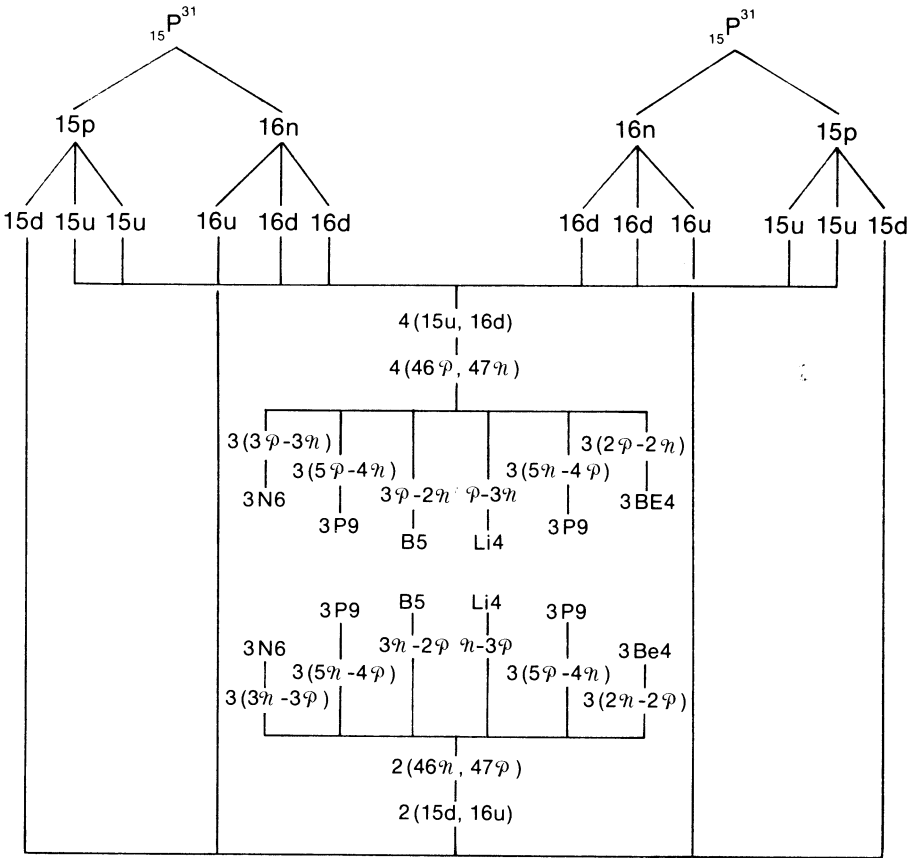 ₁₅P³¹ ₁₅P³¹
15p 16n 16n 15p
15d 15u 15u 16u 16d 16d 16d 16d 16u 15u 15u 15d
4(15u, 16d)
4(46𝒫, 47𝓃)
3(3𝒫-3𝓃) 3(2𝒫-2𝓃)
3(5𝒫-4𝓃) 3(5𝓃-4𝒫)
3𝒫-2𝓃 𝒫-3𝓃
3N6 3BE4
3P9 3P9
B5 Li4
B5 Li4
3P9 3P9
3𝓃-2𝒫 𝓃-3𝒫
3N6 3Be4
3(5𝓃-4𝒫) 3(5𝒫-4𝓃)
3(3𝓃-3𝒫) 3(2𝓃-2𝒫)
2(46𝓃, 47𝒫)
2(15d, 16u)